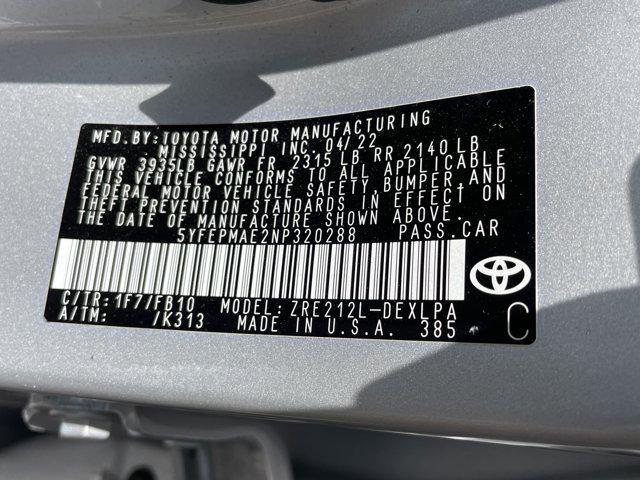 MFD.BY:TOYOTA MOTOR MANUFACTURING
MISSISSIPPI, INC. 04/22
GVWR 3935LB GAWR FR 2315 LB RR 2140 LB
THIS VEHICLE CONFORMS TO ALL APPLICABLE
FEDERAL MOTOR VEHICLE SAFETY, BUMPER AND
THEFT PREVENTION STANDARDS IN EFFECT ON
THE DATE OF MANUFACTURE SHOWN ABOVE.
5YFEPMAE2NP320288 PASS.CAR
C/TR:1F7/FB10 MODEL:ZRE212L-DEXLPA
A/TM: /K313 MADE IN U.S.A. 385
C